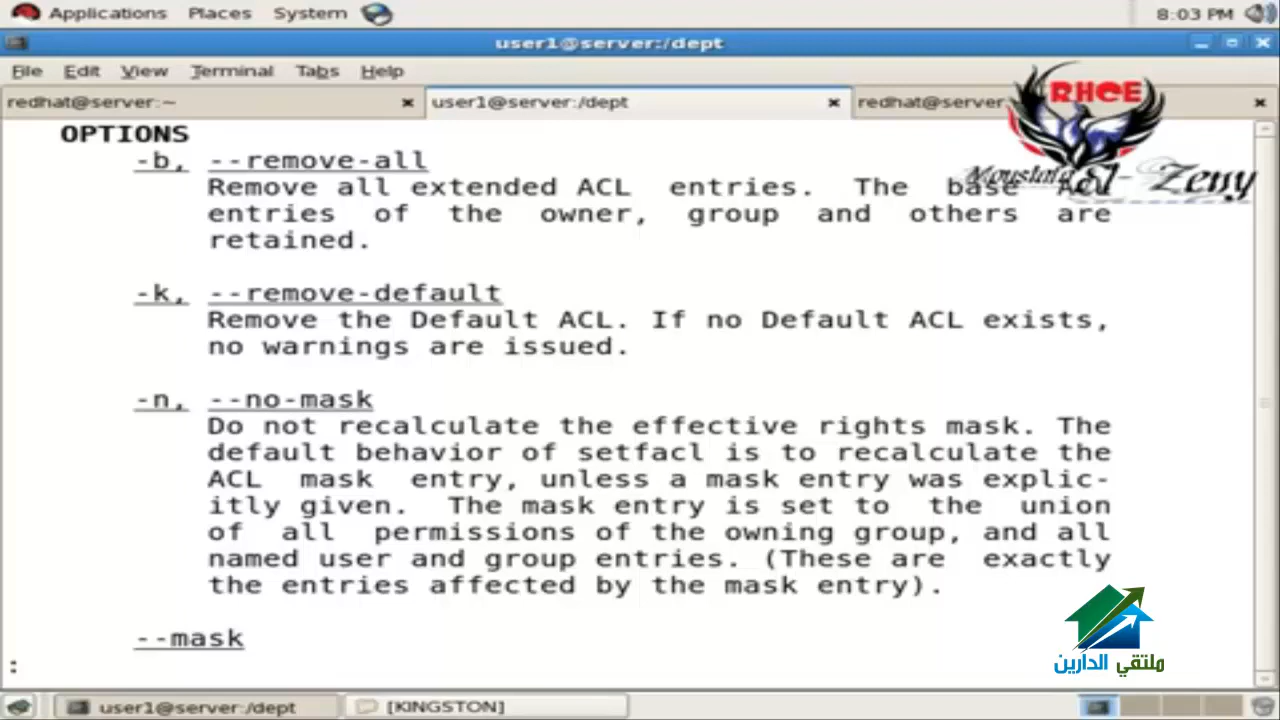 Applications Places System 8:03 PM
user1@server:/dept
File Edit View Terminal Tabs Help
redhat@server:~ user1@server:/dept redhat@server:
RHCE
Moustafa El-Zeny
OPTIONS
-b, --remove-all
Remove all extended ACL entries. The base ACL
entries of the owner, group and others are
retained.
-k, --remove-default
Remove the Default ACL. If no Default ACL exists,
no warnings are issued.
-n, --no-mask
Do not recalculate the effective rights mask. The
default behavior of setfacl is to recalculate the
ACL mask entry, unless a mask entry was explic-
itly given. The mask entry is set to the union
of all permissions of the owning group, and all
named user and group entries. (These are exactly
the entries affected by the mask entry).
--mask
:
ملتقي الدارين
user1@server:/dept [KINGSTON]